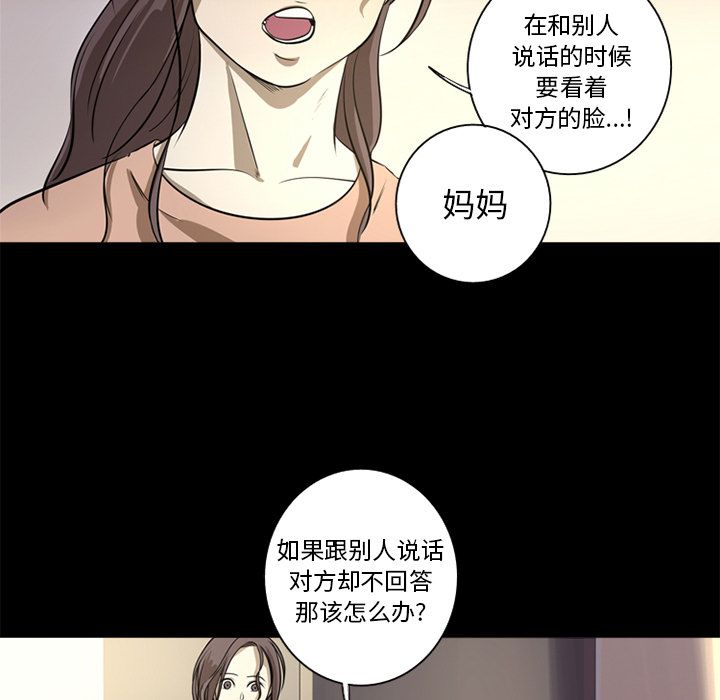 在和别人
说话的时候
要看着
对方的脸...!
妈妈
如果跟别人说话
对方却不回答
那该怎么办?